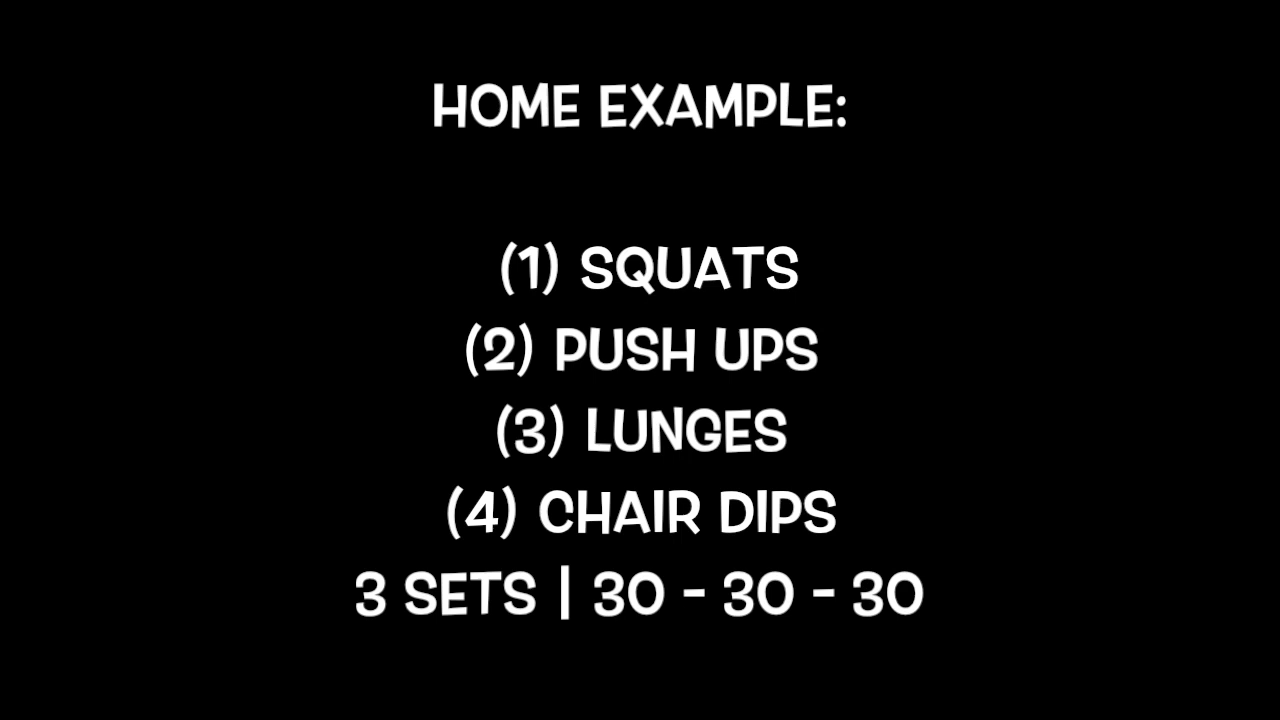 HOME EXAMPLE:
(1) SQUATS
(2) PUSH UPS
(3) LUNGES
(4) CHAIR DIPS
3 SETS | 30 - 30 - 30